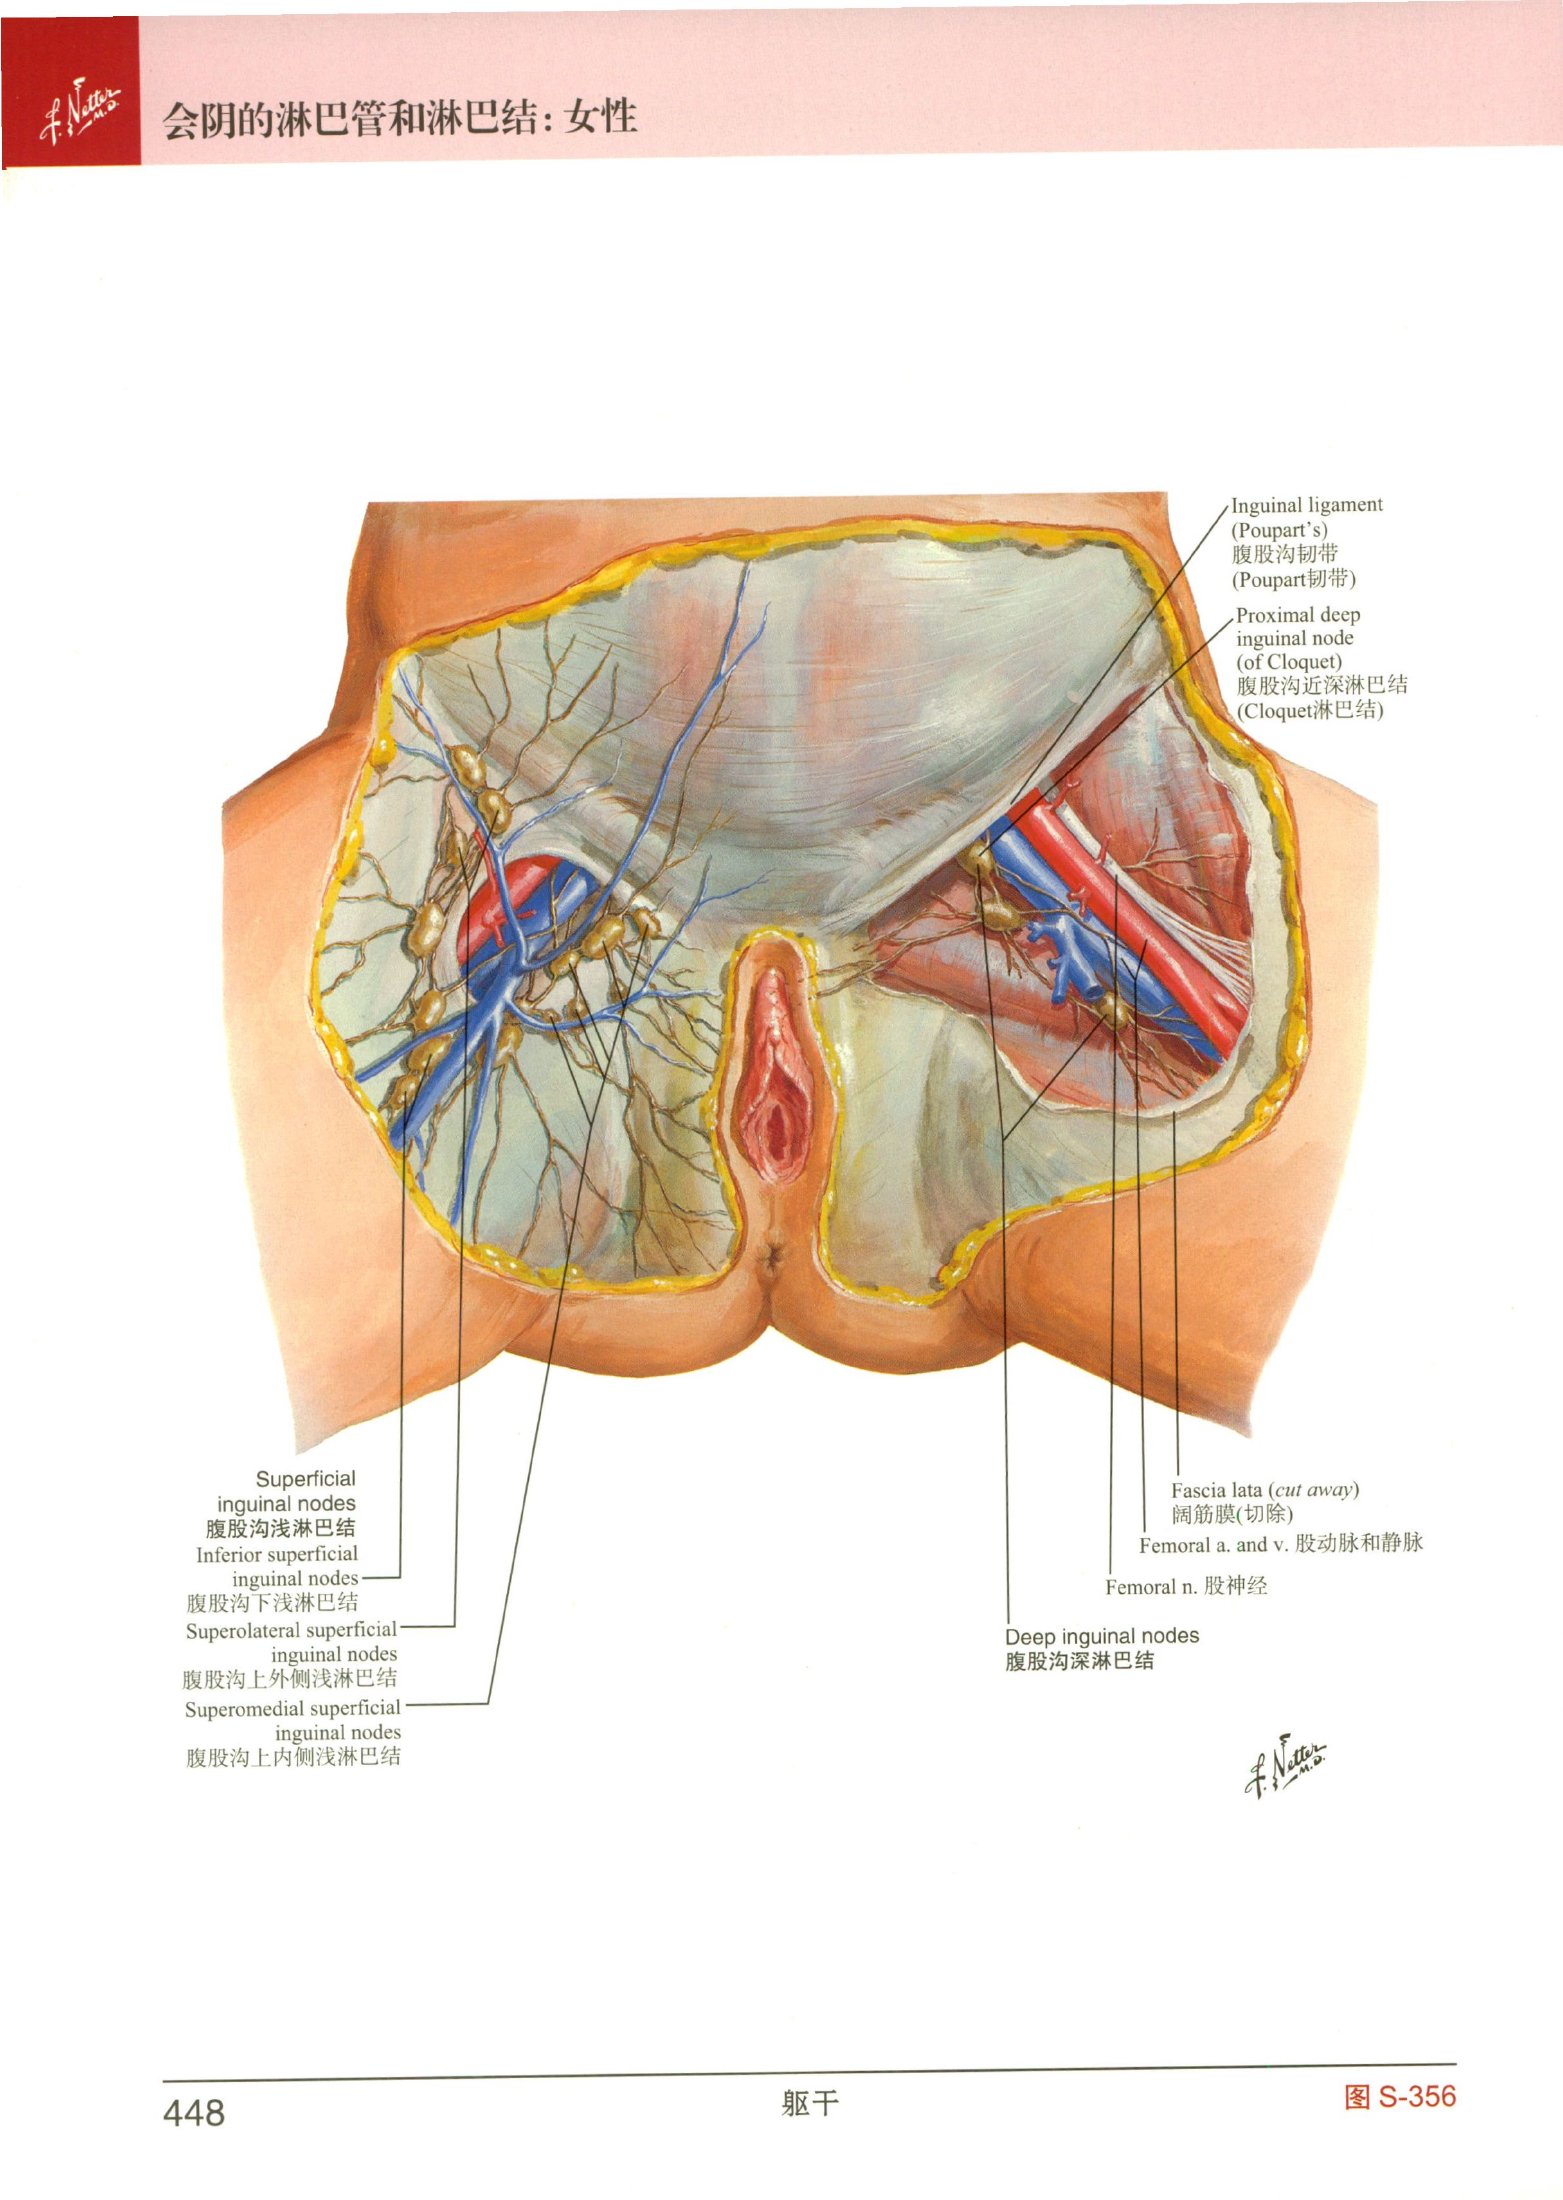 F. Netter M.D.
会阴的淋巴管和淋巴结：女性
Inguinal ligament
(Poupart's)
腹股沟韧带
(Poupart韧带)
Proximal deep
inguinal node
(of Cloquet)
腹股沟近深淋巴结
(Cloquet淋巴结)
Superficial
inguinal nodes
腹股沟浅淋巴结
Inferior superficial
inguinal nodes
腹股沟下浅淋巴结
Superolateral superficial
inguinal nodes
腹股沟上外侧浅淋巴结
Superomedial superficial
inguinal nodes
腹股沟上内侧浅淋巴结
Fascia lata (cut away)
阔筋膜(切除)
Femoral a. and v. 股动脉和静脉
Femoral n. 股神经
Deep inguinal nodes
腹股沟深淋巴结
F. Netter M.D.
448
躯干
图 S-356